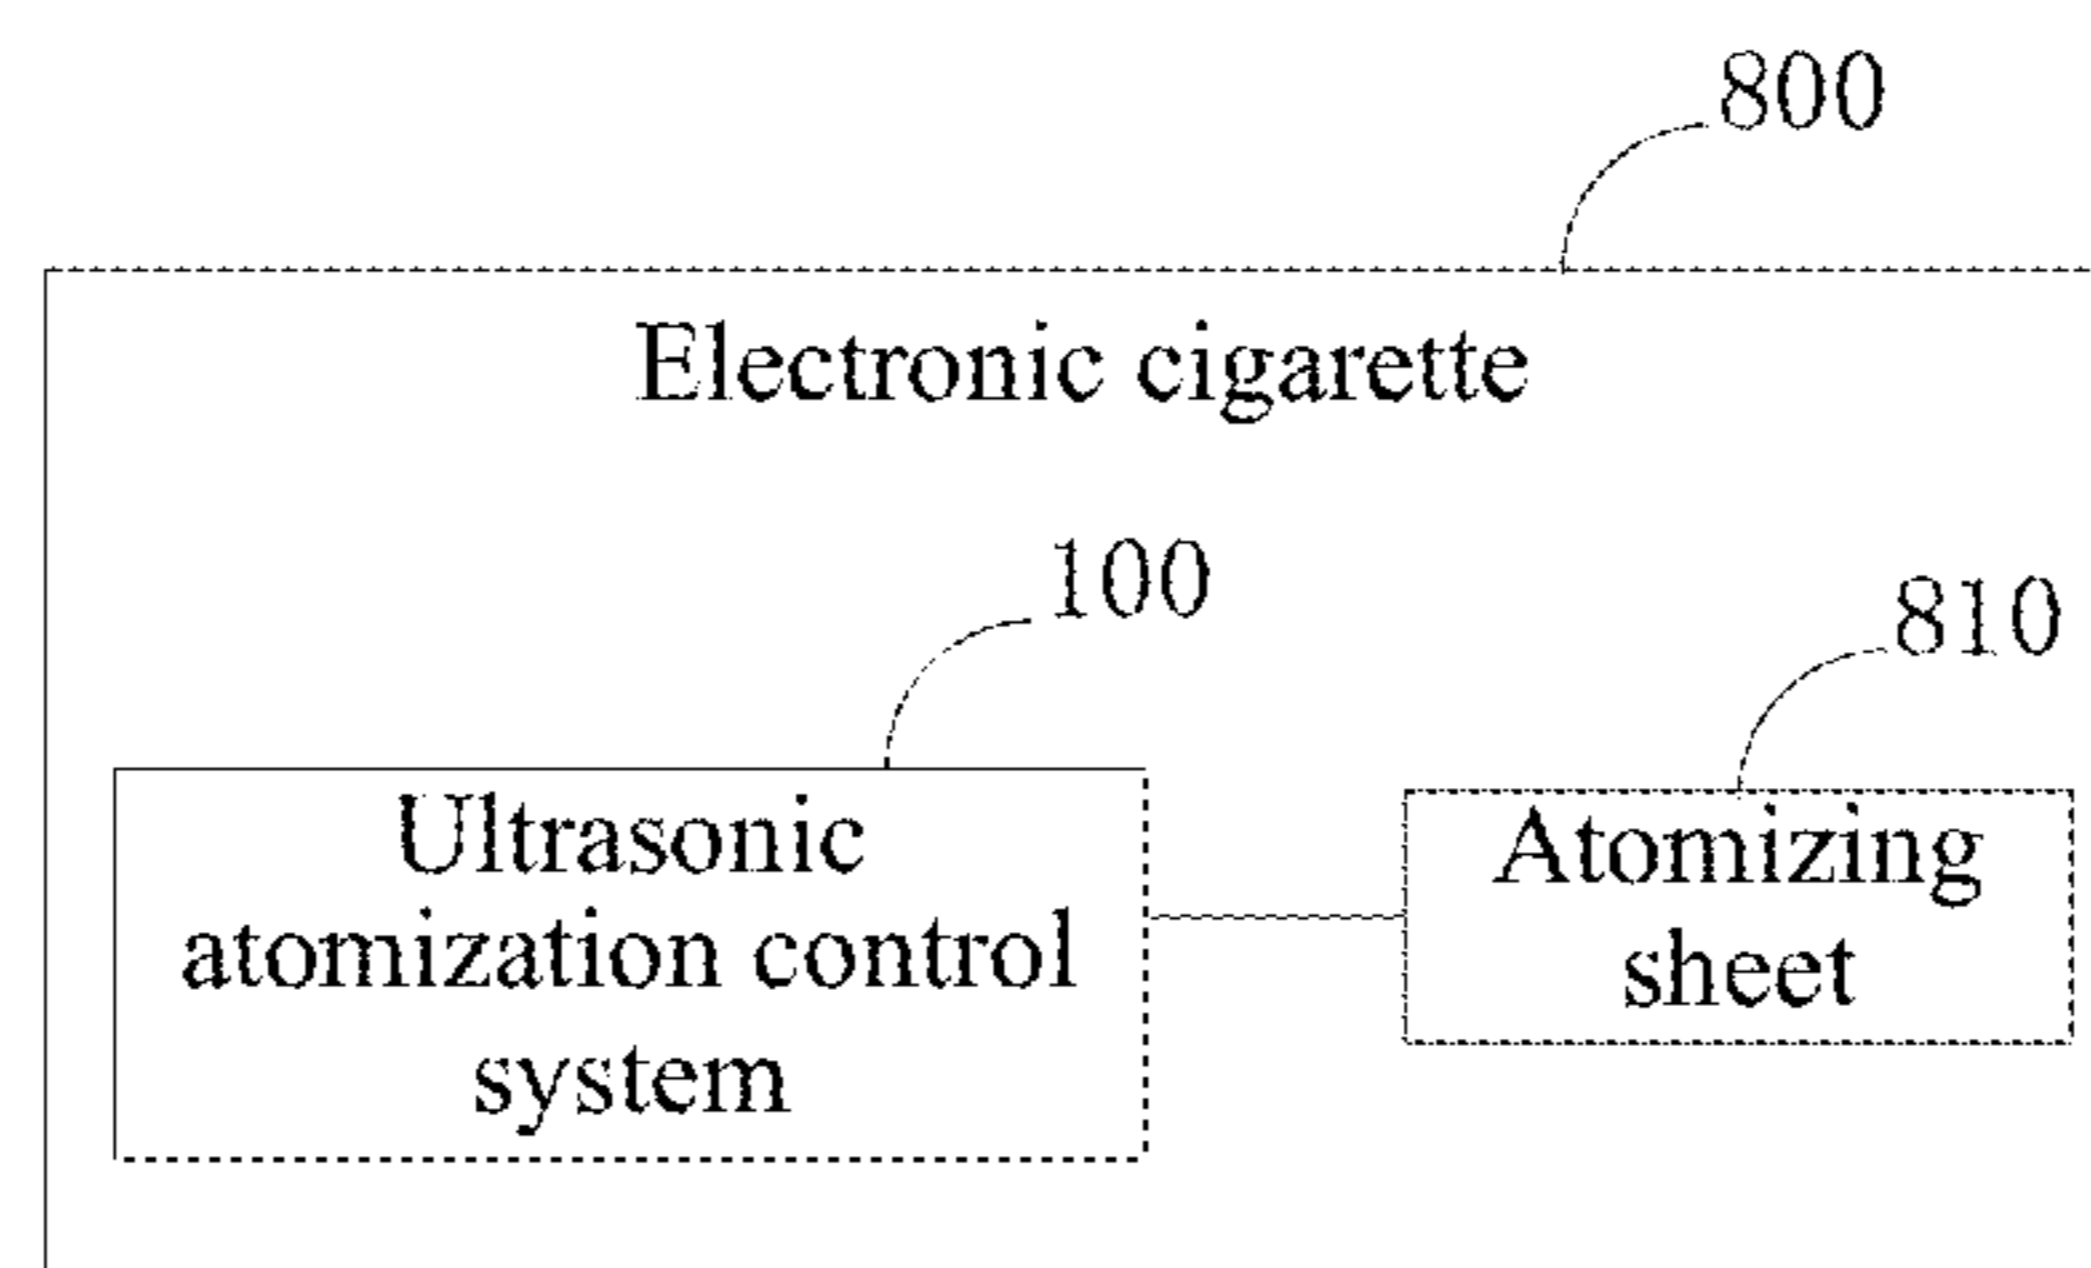 800
Electronic cigarette
100
810
Ultrasonic
atomization control
system
Atomizing
sheet